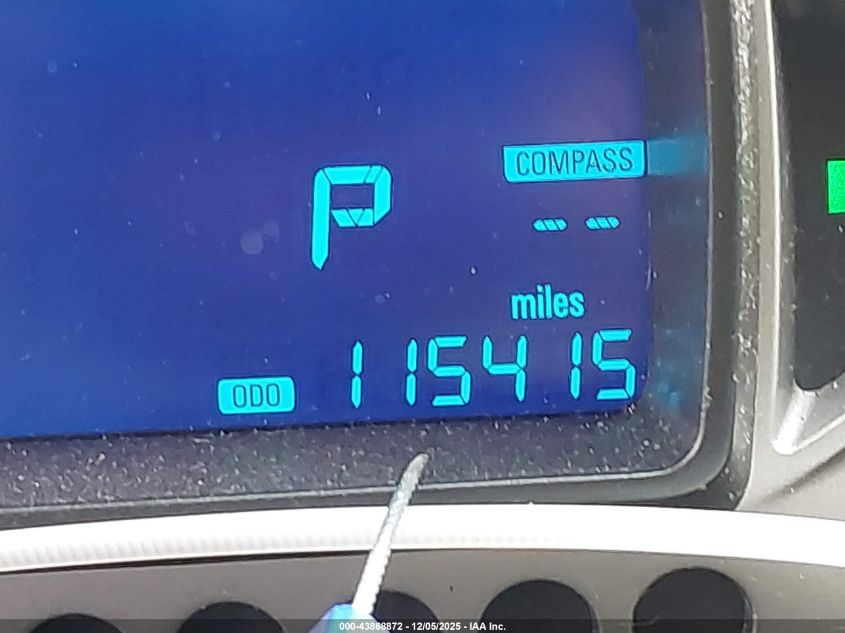 P
COMPASS
-- --
miles
ODO 115415
000-43868872 - 12/05/2025 - IAA Inc.